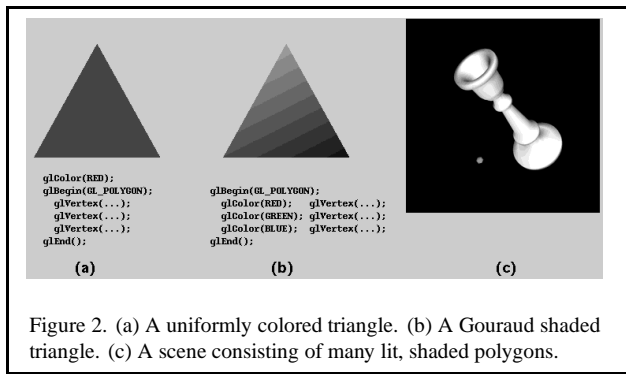 glColor(RED);
glBegin(GL_POLYGON);
glVertex(...);
glVertex(...);
glVertex(...);
glEnd();
(a)
glBegin(GL_POLYGON);
glColor(RED); glVertex(...);
glColor(GREEN); glVertex(...);
glColor(BLUE); glVertex(...);
glEnd();
(b)
(c)
Figure 2. (a) A uniformly colored triangle. (b) A Gouraud shaded
triangle. (c) A scene consisting of many lit, shaded polygons.